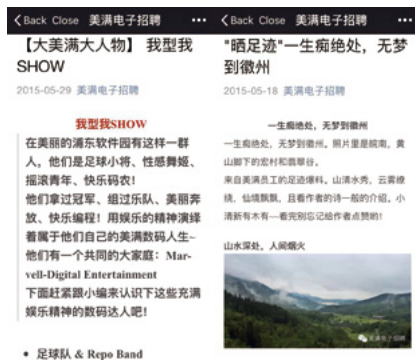 Back Close 美满电子招聘 •••
【大美满大人物】 我型我
SHOW
2015-05-29 美满电子招聘
我型我SHOW
在美丽的浦东软件园有这样一群
人，他们是足球小将、性感舞姬、
摇滚青年、快乐码农！
他们拿过冠军、组过乐队、美丽奔
放、快乐编程！用娱乐的精神演绎
着属于他们自己的美满数码人生~
他们有一个共同的大家庭：Mar-
vell-Digital Entertainment
下面赶紧跟小编来认识下这些充满
娱乐精神的数码达人吧！
• 足球队 & Repo Band
Back Close 美满电子招聘 •••
"晒足迹"一生痴绝处，无梦
到徽州
2015-05-18 美满电子招聘
一生痴绝处，无梦到徽州
一生痴绝处，无梦到徽州。照片里是皖南，黄
山脚下的宏村和翡翠谷。
来自美满员工的足迹爆料。山清水秀，云雾缭
绕，仙境飘飘，且看作者的诗一般的介绍。小
清新有木有—看完别忘记给作者点赞哟！
山水深处，人间烟火
美满电子招聘